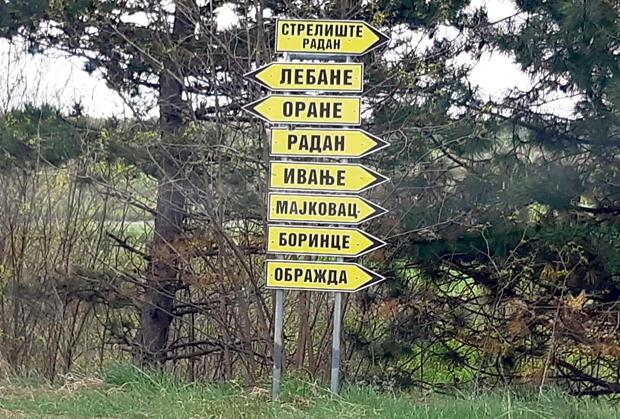 СТРЕЛИШТЕ
РАДАН
ЛЕБАНЕ
ОРАНЕ
РАДАН
ИВАЊЕ
МАЈКОВАЦ
БОРИНЦЕ
ОБРАЖДА